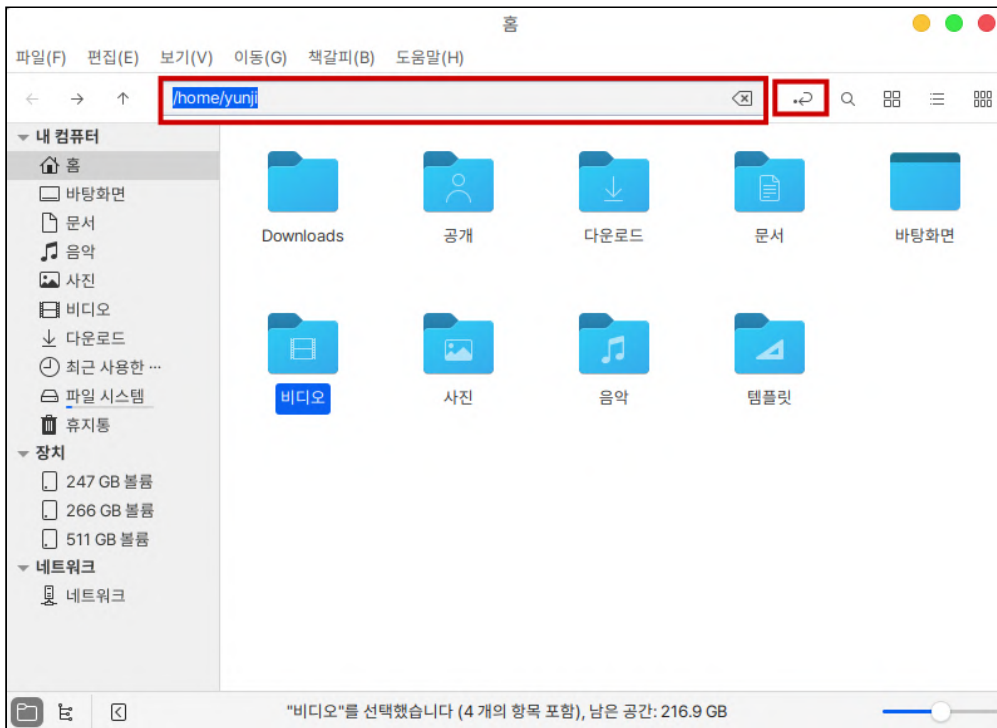 홈
파일(F) 편집(E) 보기(V) 이동(G) 책갈피(B) 도움말(H)
/home/yunji
내 컴퓨터
홈
바탕화면
문서
음악
사진
비디오
다운로드
최근 사용한 …
파일 시스템
휴지통
장치
247 GB 볼륨
266 GB 볼륨
511 GB 볼륨
네트워크
네트워크
Downloads 공개 다운로드 문서 바탕화면
비디오 사진 음악 템플릿
"비디오"를 선택했습니다 (4 개의 항목 포함), 남은 공간: 216.9 GB